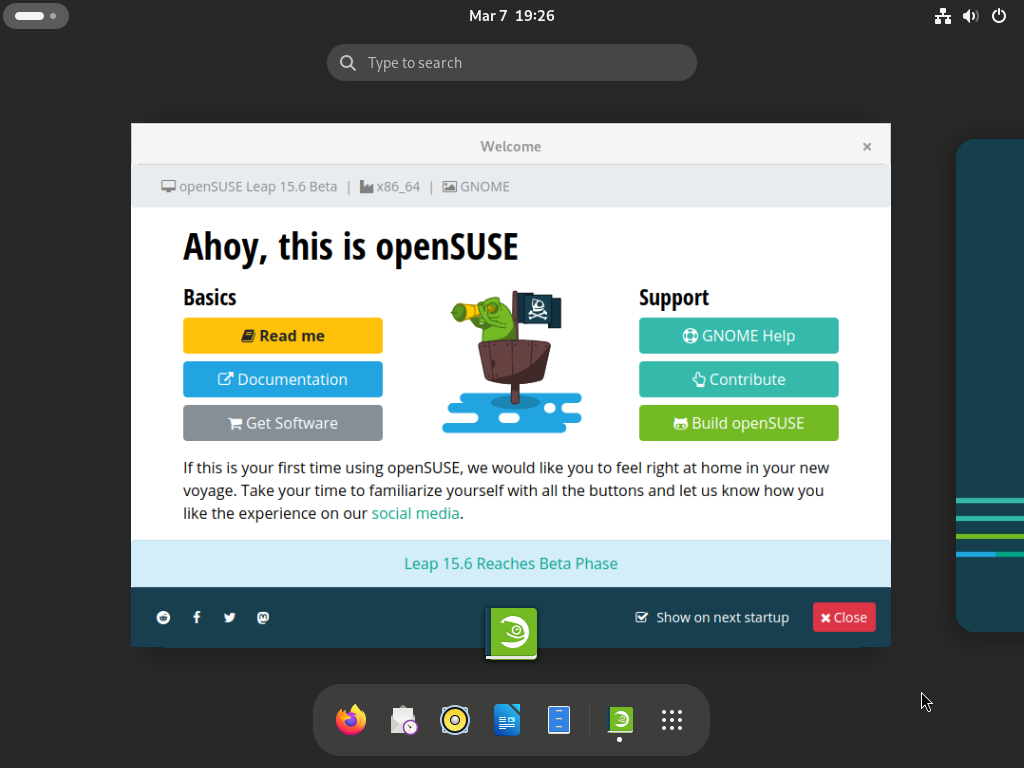 Mar 7 19:26
Type to search
Welcome
openSUSE Leap 15.6 Beta | x86_64 | GNOME
Ahoy, this is openSUSE
Basics
Read me
Documentation
Get Software
Support
GNOME Help
Contribute
Build openSUSE
If this is your first time using openSUSE, we would like you to feel right at home in your new
voyage. Take your time to familiarize yourself with all the buttons and let us know how you
like the experience on our social media.
Leap 15.6 Reaches Beta Phase
Show on next startup
Close